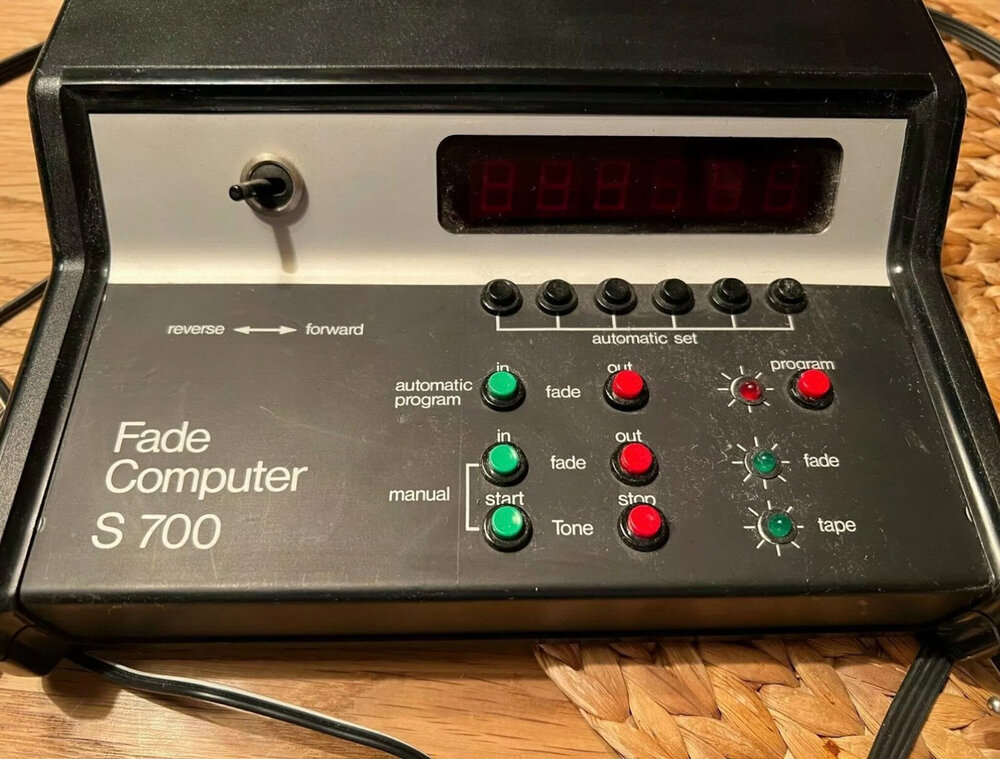 reverse forward
automatic set
program
in out
automatic fade
program
in out
fade fade
manual
start stop
Tone tape
Fade
Computer
S 700